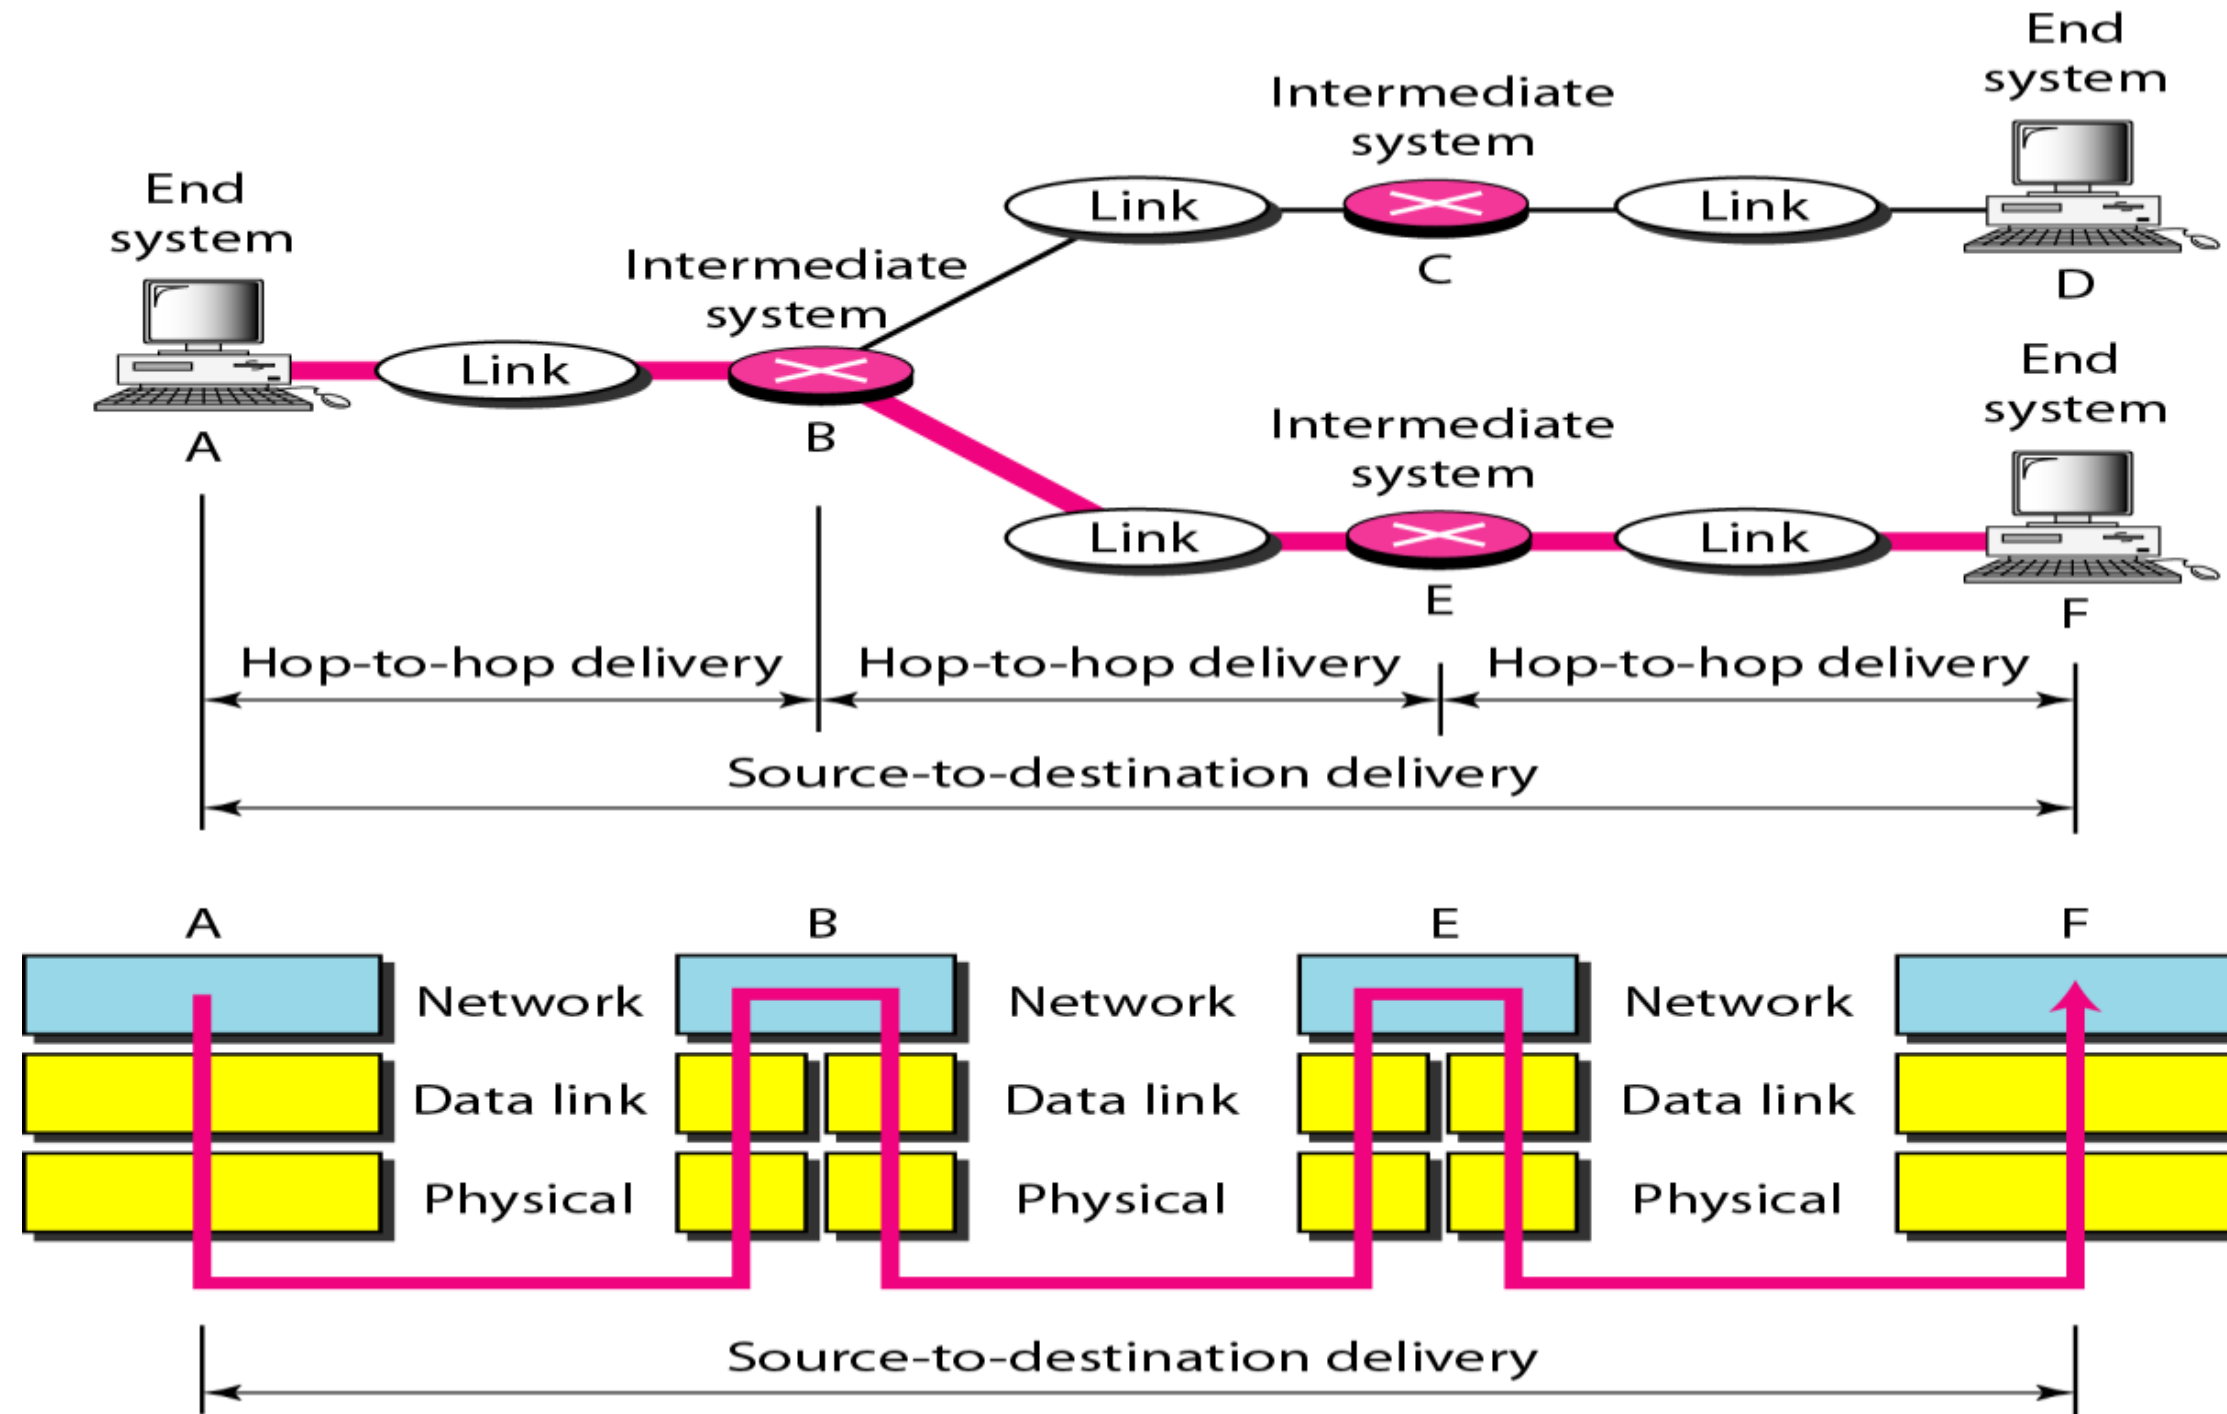 End
system
Intermediate
system
End
system
Link
Link
Intermediate
system
C
D
Link
End
system
B
A
Intermediate
system
Link
Link
E
F
Hop-to-hop delivery
Hop-to-hop delivery
Hop-to-hop delivery
Source-to-destination delivery
A
B
E
F
Network
Network
Network
Data link
Data link
Data link
Physical
Physical
Physical
Source-to-destination delivery